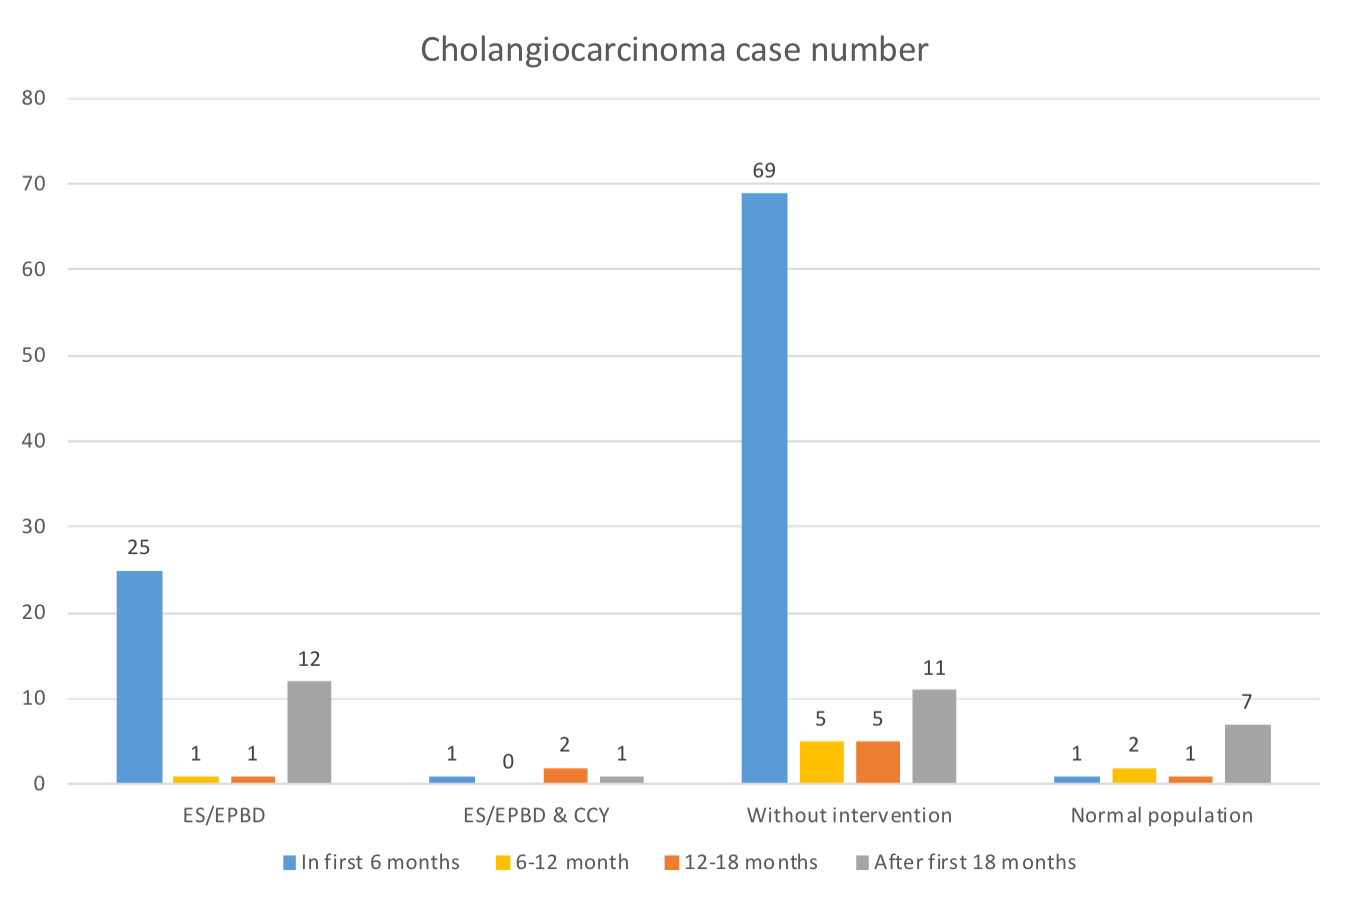 Cholangiocarcinoma case number
80
70
60
50
40
30
20
10
0
25
1
1
12
1
0
2
1
69
5
5
11
1
2
1
7
ES/EPBD
ES/EPBD & CCY
Without intervention
Normal population
In first 6 months
6-12 month
12-18 months
After first 18 months